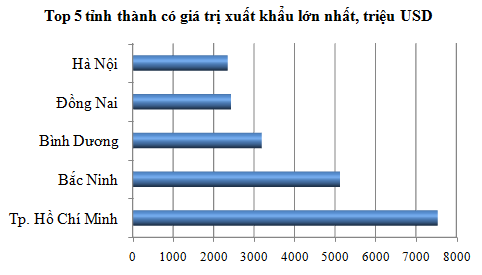 Top 5 tỉnh thành có giá trị xuất khẩu lớn nhất, triệu USD
Hà Nội
Đồng Nai
Bình Dương
Bắc Ninh
Tp. Hồ Chí Minh
0 1000 2000 3000 4000 5000 6000 7000 8000